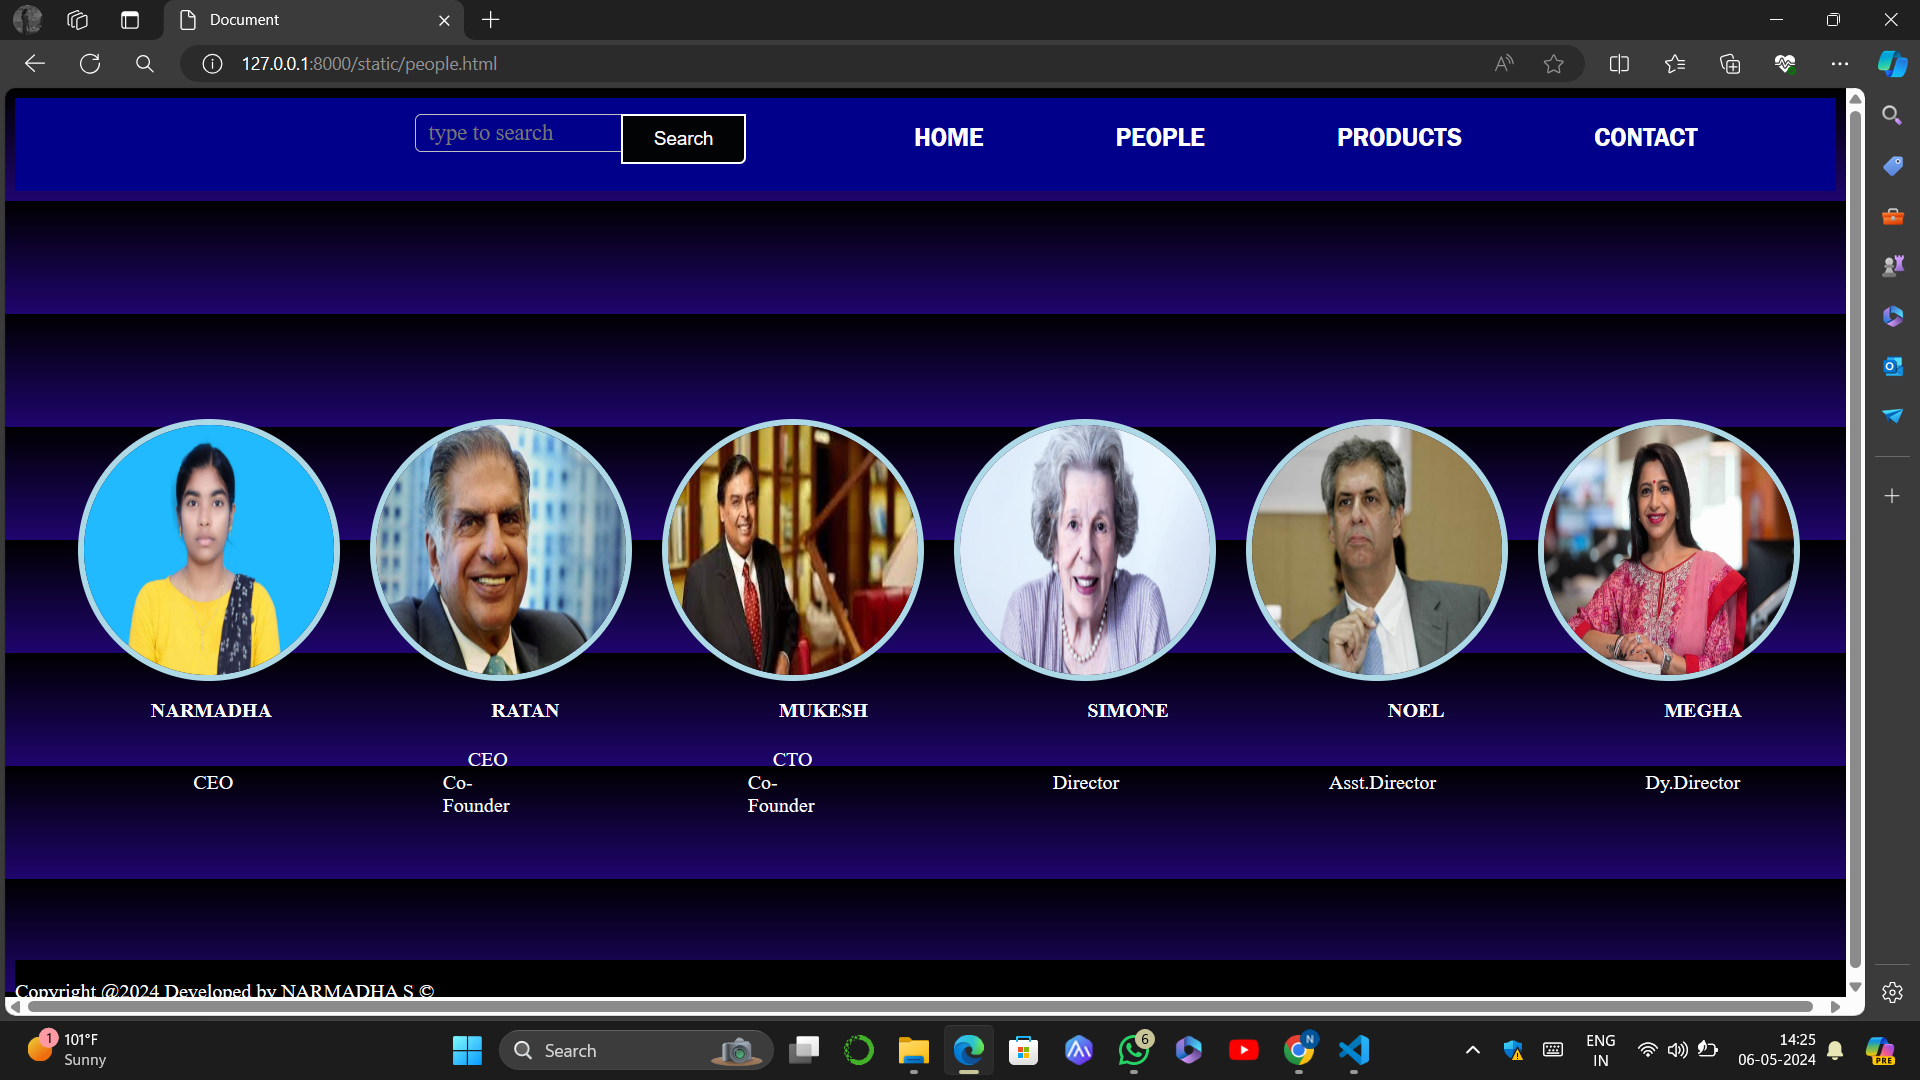 Document
127.0.0.1:8000/static/people.html
type to search
Search
HOME
PEOPLE
PRODUCTS
CONTACT
NARMADHA
RATAN
MUKESH
SIMONE
NOEL
MEGHA
CEO
CEO
Co-
Founder
CTO
Co-
Founder
Director
Asst.Director
Dy.Director
Copyright @2024 Developed by NARMADHA S ©
1
101°F
Sunny
Search
6
N
ENG
IN
14:25
06-05-2024
PRE